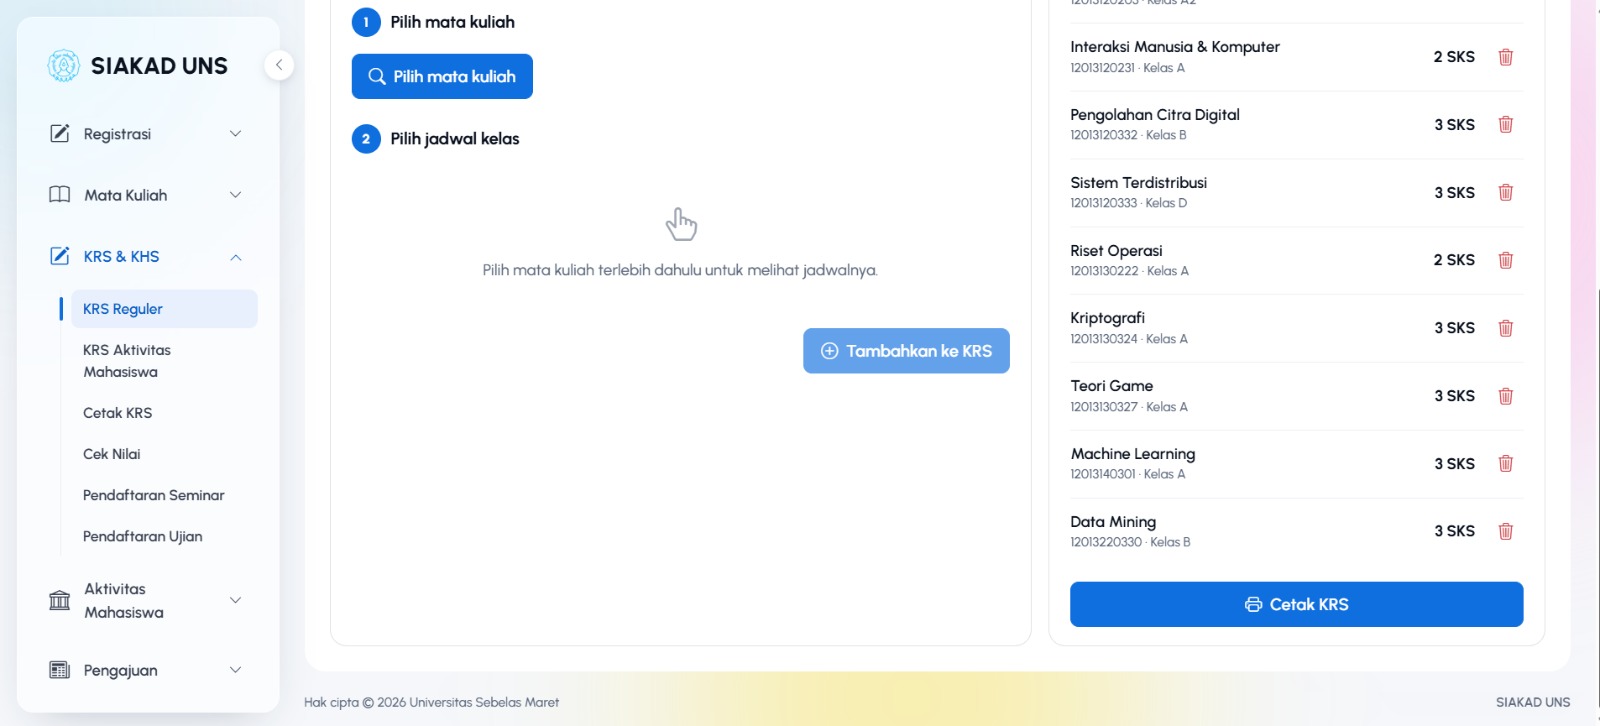 SIAKAD UNS
Registrasi
Mata Kuliah
KRS & KHS
KRS Reguler
KRS Aktivitas
Mahasiswa
Cetak KRS
Cek Nilai
Pendaftaran Seminar
Pendaftaran Ujian
Aktivitas
Mahasiswa
Pengajuan
1 Pilih mata kuliah
Pilih mata kuliah
2 Pilih jadwal kelas
Pilih mata kuliah terlebih dahulu untuk melihat jadwalnya.
Tambahkan ke KRS
12013120203 · Kelas A2
Interaksi Manusia & Komputer
12013120231 · Kelas A
2 SKS
Pengolahan Citra Digital
12013120332 · Kelas B
3 SKS
Sistem Terdistribusi
12013120333 · Kelas D
3 SKS
Riset Operasi
12013130222 · Kelas A
2 SKS
Kriptografi
12013130324 · Kelas A
3 SKS
Teori Game
12013130327 · Kelas A
3 SKS
Machine Learning
12013140301 · Kelas A
3 SKS
Data Mining
12013220330 · Kelas B
3 SKS
Cetak KRS
Hak cipta © 2026 Universitas Sebelas Maret
SIAKAD UNS